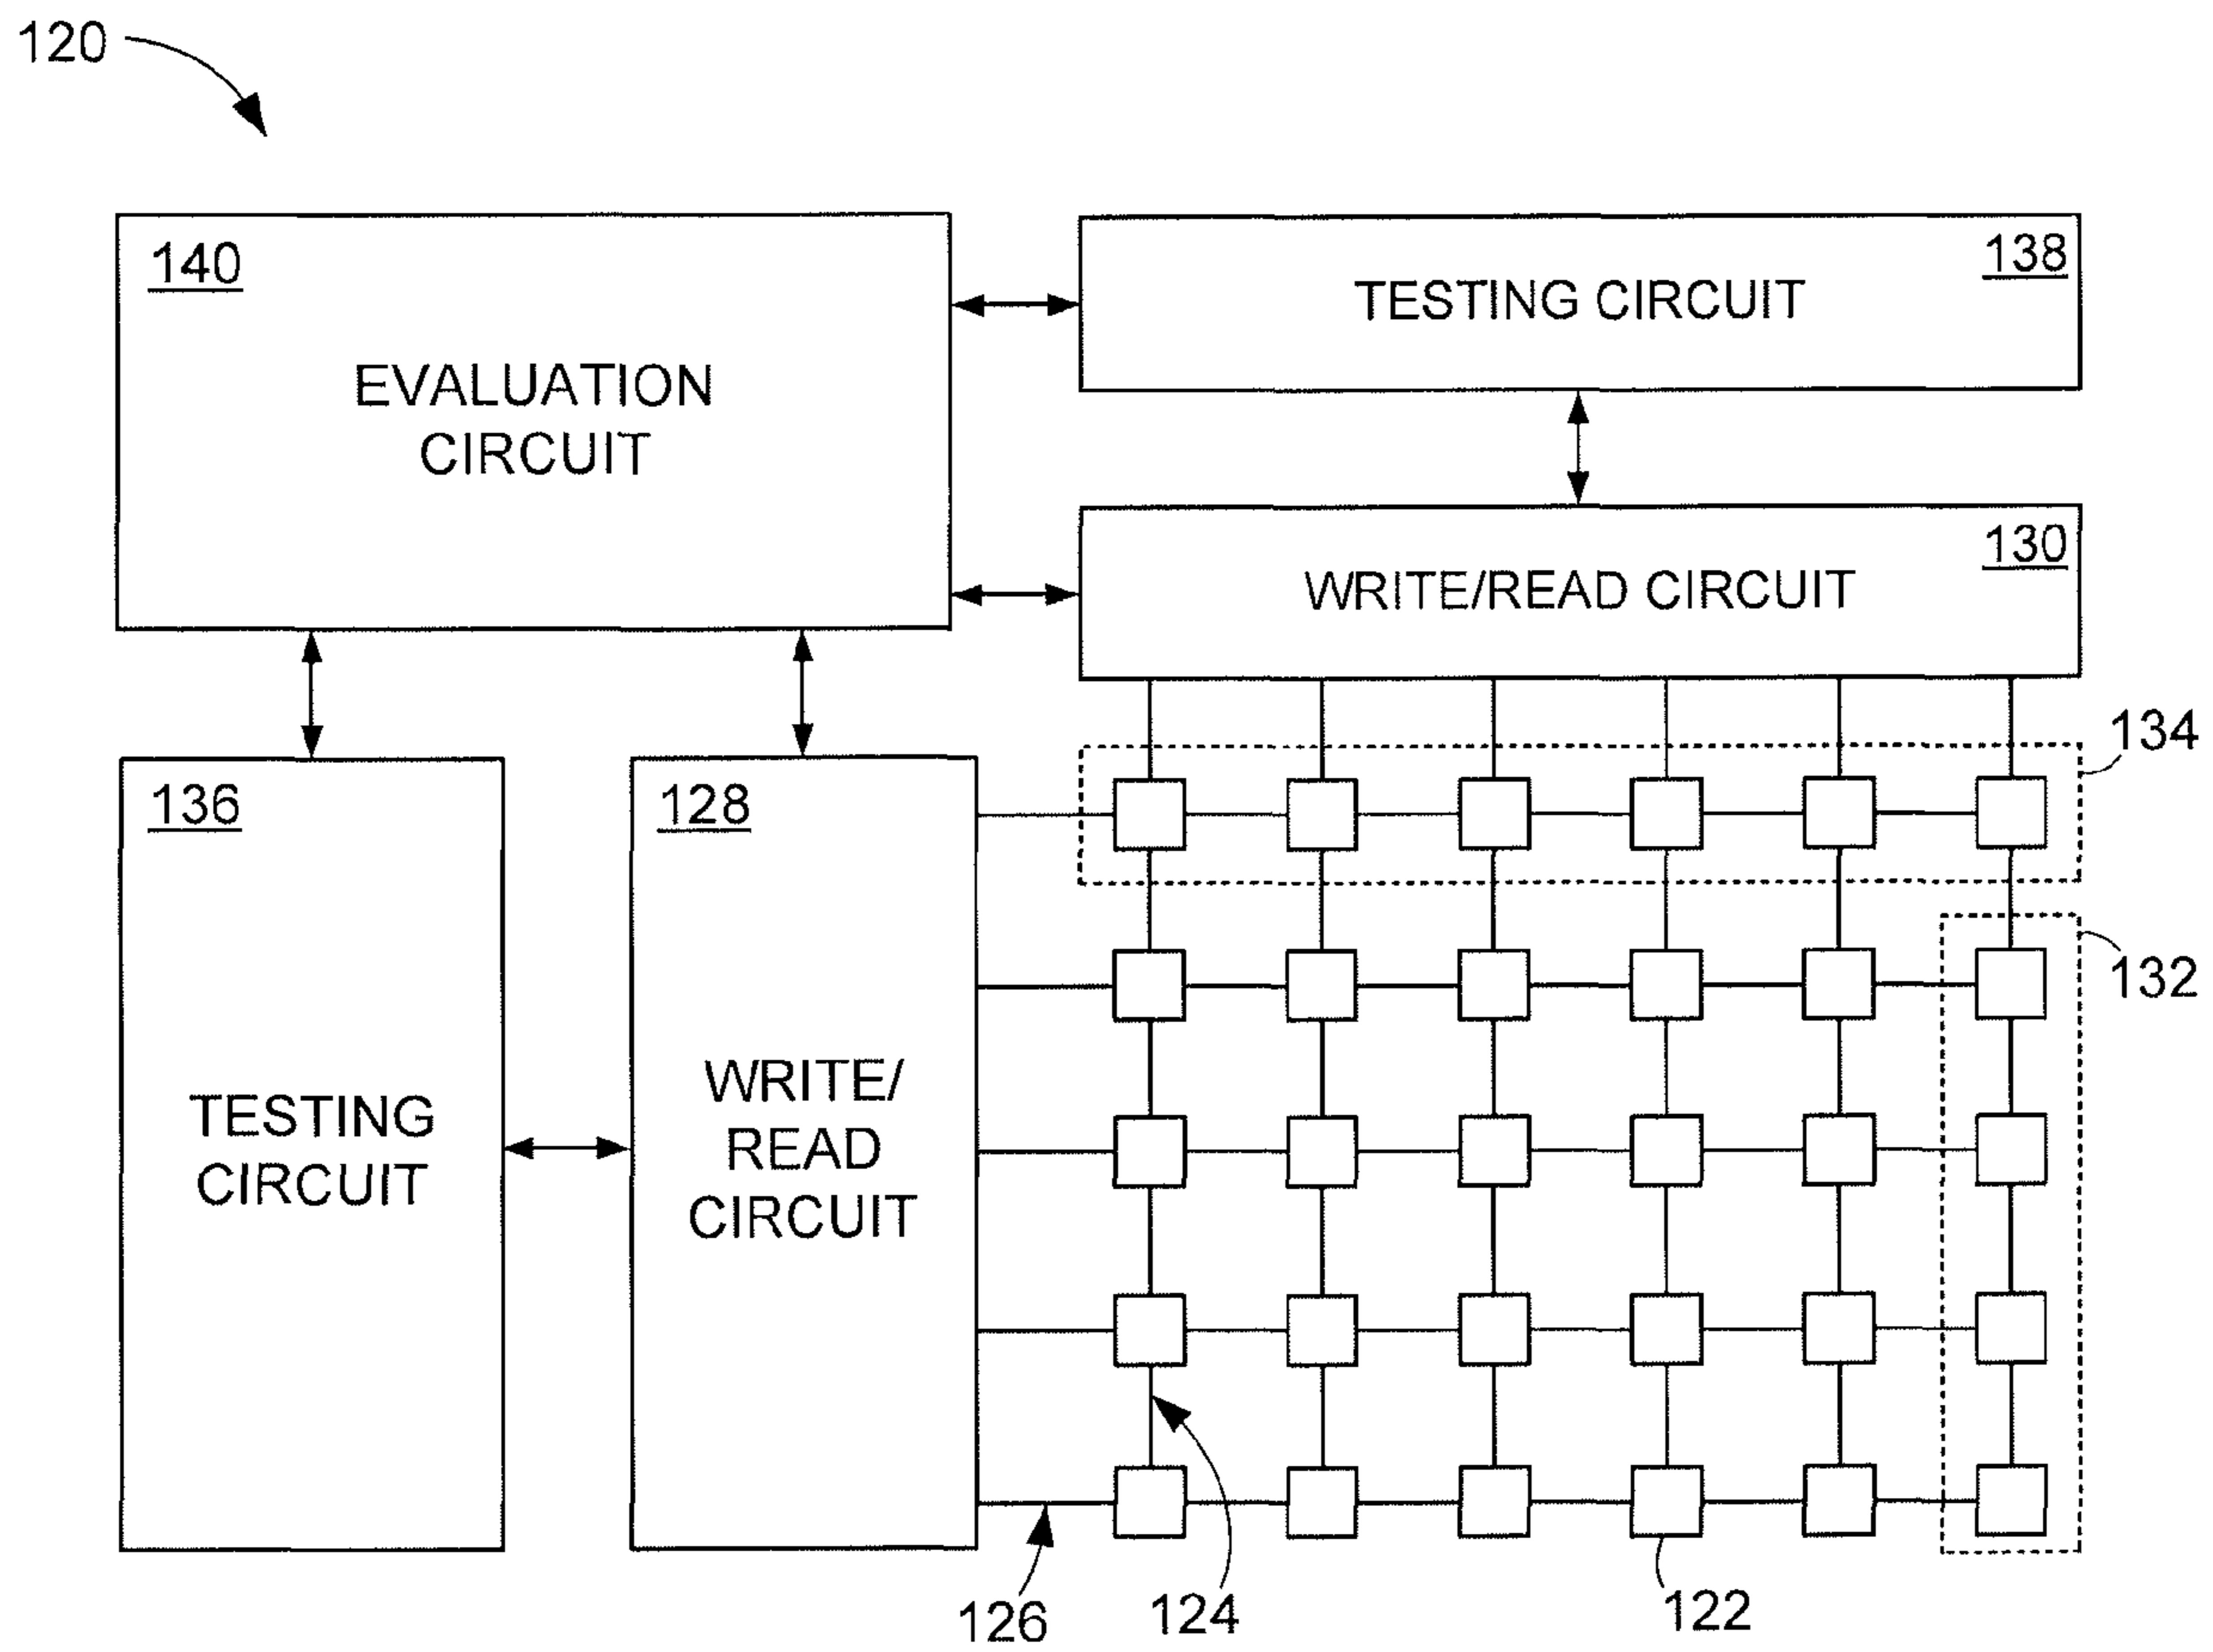 120
140
EVALUATION
CIRCUIT
138
TESTING CIRCUIT
130
WRITE/READ CIRCUIT
134
132
136
TESTING
CIRCUIT
128
WRITE/
READ
CIRCUIT
126
124
122